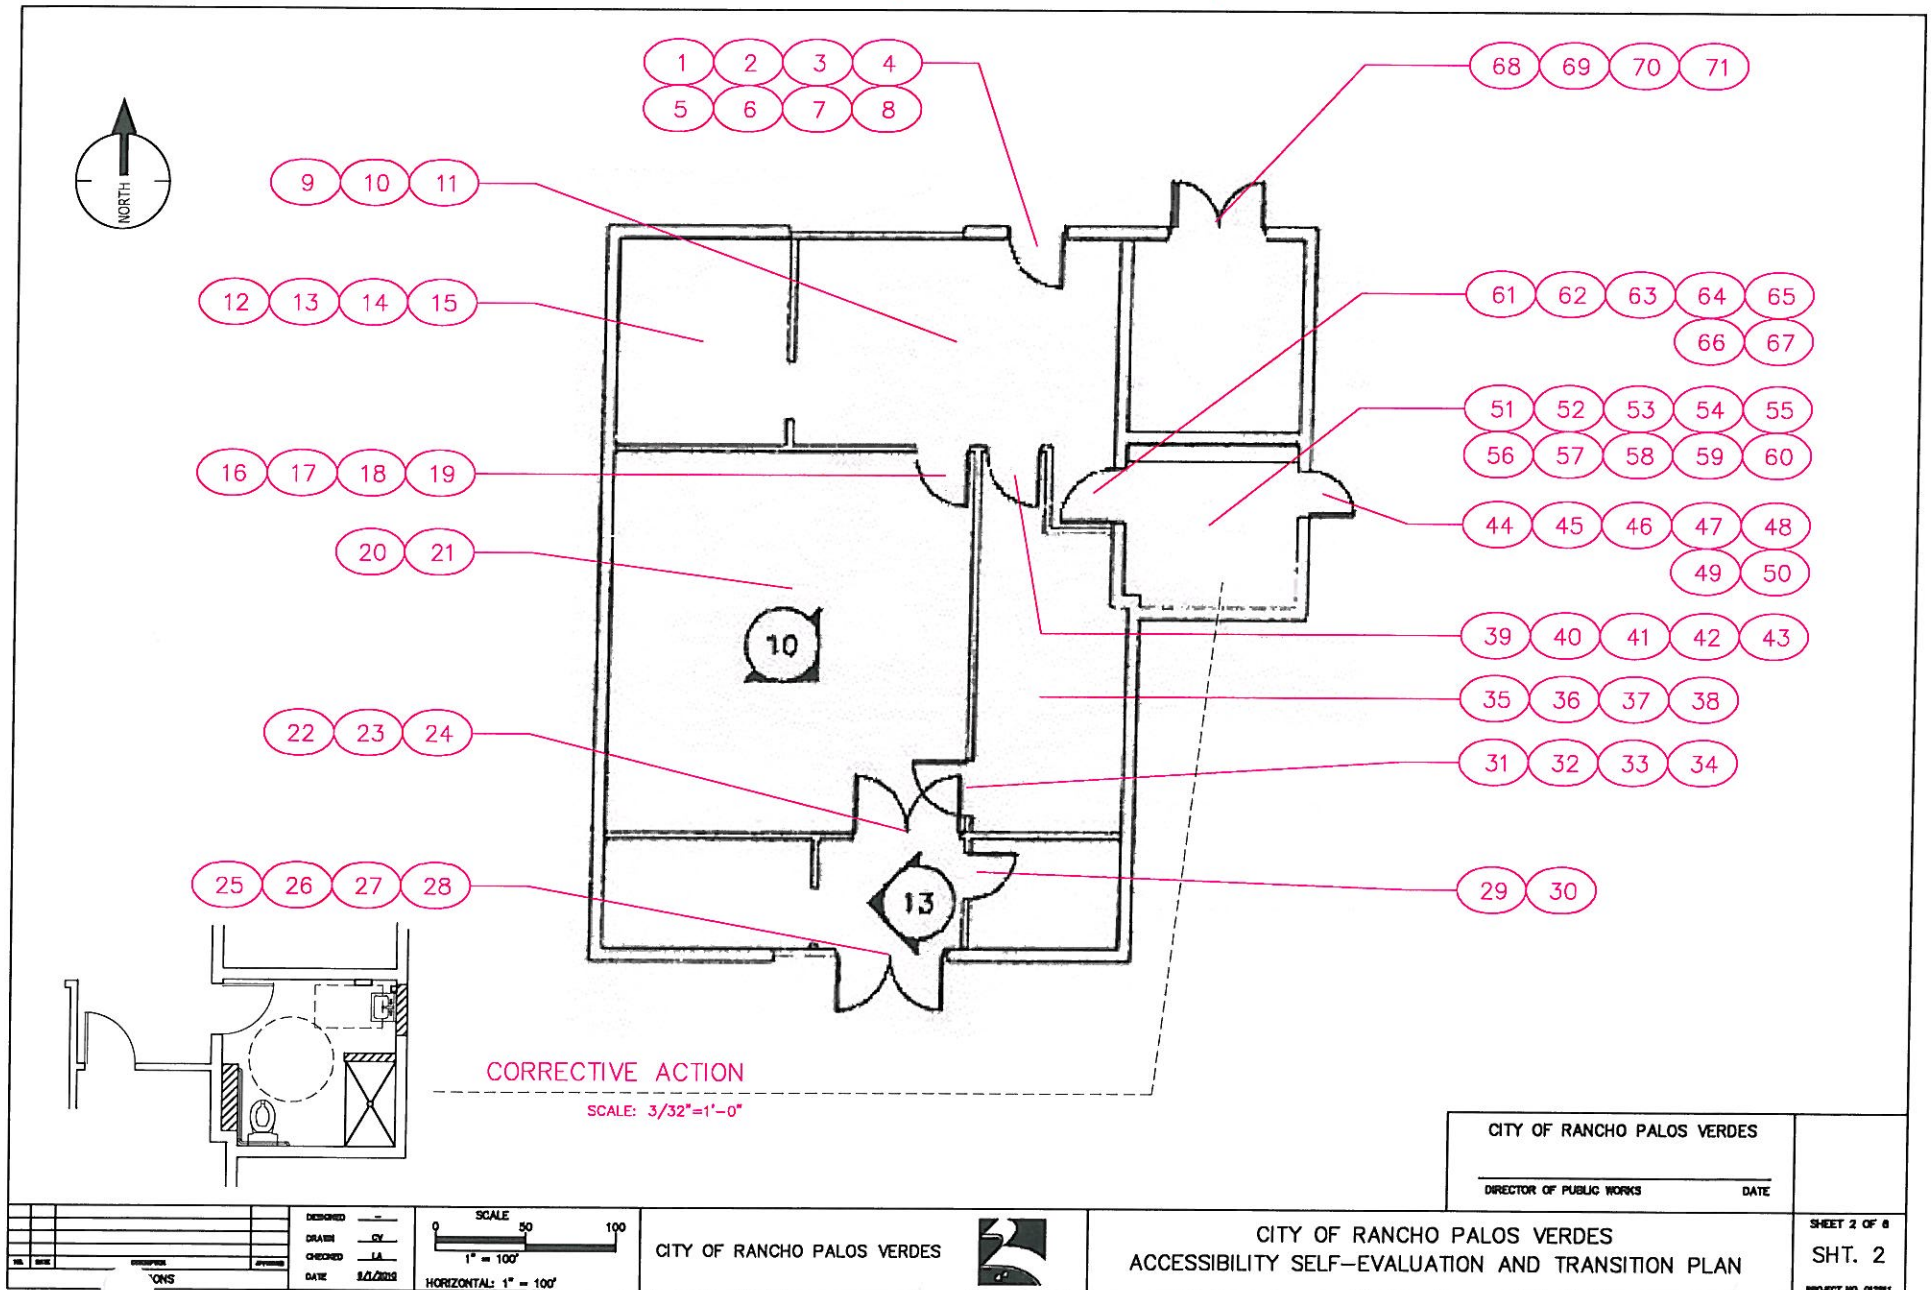 1 2 3 4
5 6 7 8
68 69 70 71
NORTH
9 10 11
12 13 14 15
61 62 63 64 65
66 67
51 52 53 54 55
56 57 58 59 60
16 17 18 19
44 45 46 47 48
49 50
20 21
10
39 40 41 42 43
35 36 37 38
22 23 24
31 32 33 34
25 26 27 28
13
29 30
CORRECTIVE ACTION
SCALE: 3/32"=1'-0"
CITY OF RANCHO PALOS VERDES
DIRECTOR OF PUBLIC WORKS DATE
DESIGNED --
DRAWN CV
CHECKED LA
DATE
SCALE
0 50 100
1" = 100'
HORIZONTAL: 1" = 100'
CITY OF RANCHO PALOS VERDES
CITY OF RANCHO PALOS VERDES
ACCESSIBILITY SELF-EVALUATION AND TRANSITION PLAN
SHEET 2 OF
SHT. 2